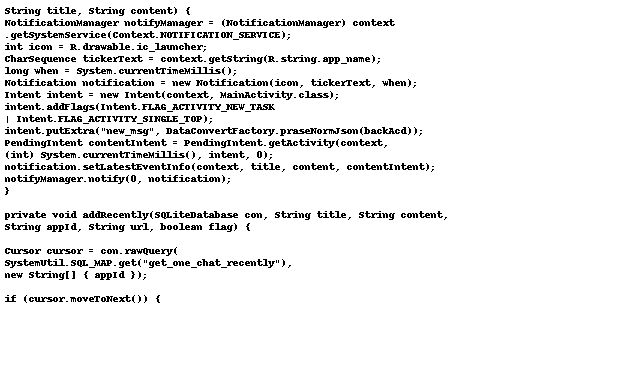 String title, String content) {
NotificationManager notifyManager = (NotificationManager) context
.getSystemService(Context.NOTIFICATION_SERVICE);
int icon = R.drawable.ic_launcher;
CharSequence tickerText = context.getString(R.string.app_name);
long when = System.currentTimeMillis();
Notification notification = new Notification(icon, tickerText, when);
Intent intent = new Intent(context, MainActivity.class);
intent.addFlags(Intent.FLAG_ACTIVITY_NEW_TASK
| Intent.FLAG_ACTIVITY_SINGLE_TOP);
intent.putExtra("new_msg", DataConvertFactory.praseNormJson(backAcd));
PendingIntent contentIntent = PendingIntent.getActivity(context,
(int) System.currentTimeMillis(), intent, 0);
notification.setLatestEventInfo(context, title, content, contentIntent);
notifyManager.notify(0, notification);
}

private void addRecently(SQLiteDatabase con, String title, String content,
String appId, String url, boolean flag) {

Cursor cursor = con.rawQuery(
SystemUtil.SQL_MAP.get("get_one_chat_recently"),
new String[] { appId });

if (cursor.moveToNext()) {